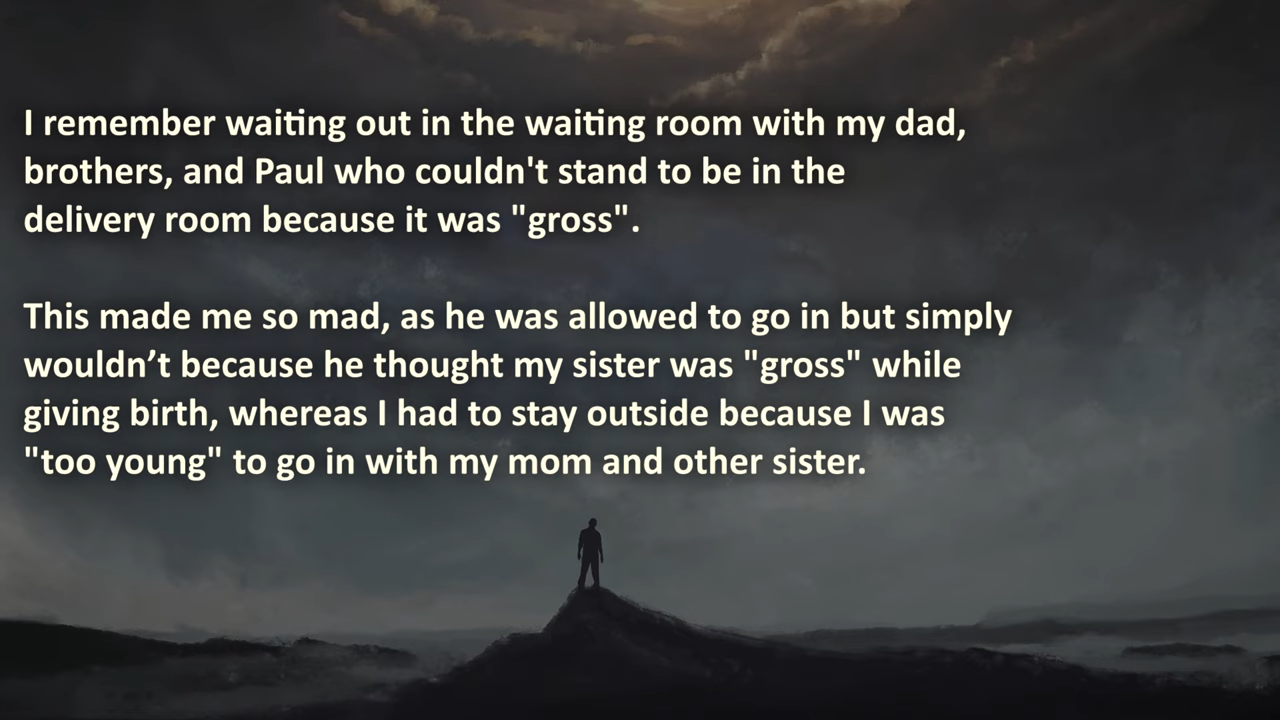 I remember waiting out in the waiting room with my dad,
brothers, and Paul who couldn't stand to be in the
delivery room because it was "gross".
This made me so mad, as he was allowed to go in but simply
wouldn’t because he thought my sister was "gross" while
giving birth, whereas I had to stay outside because I was
"too young" to go in with my mom and other sister.